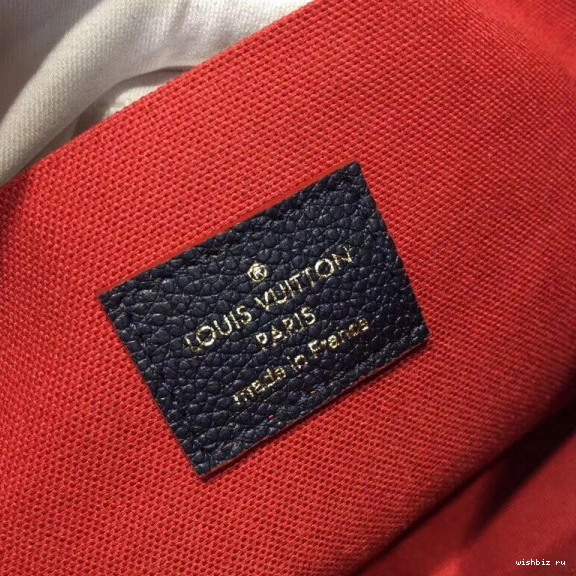 ®
LOUIS VUITTON
PARIS
made in France
wishbiz ru